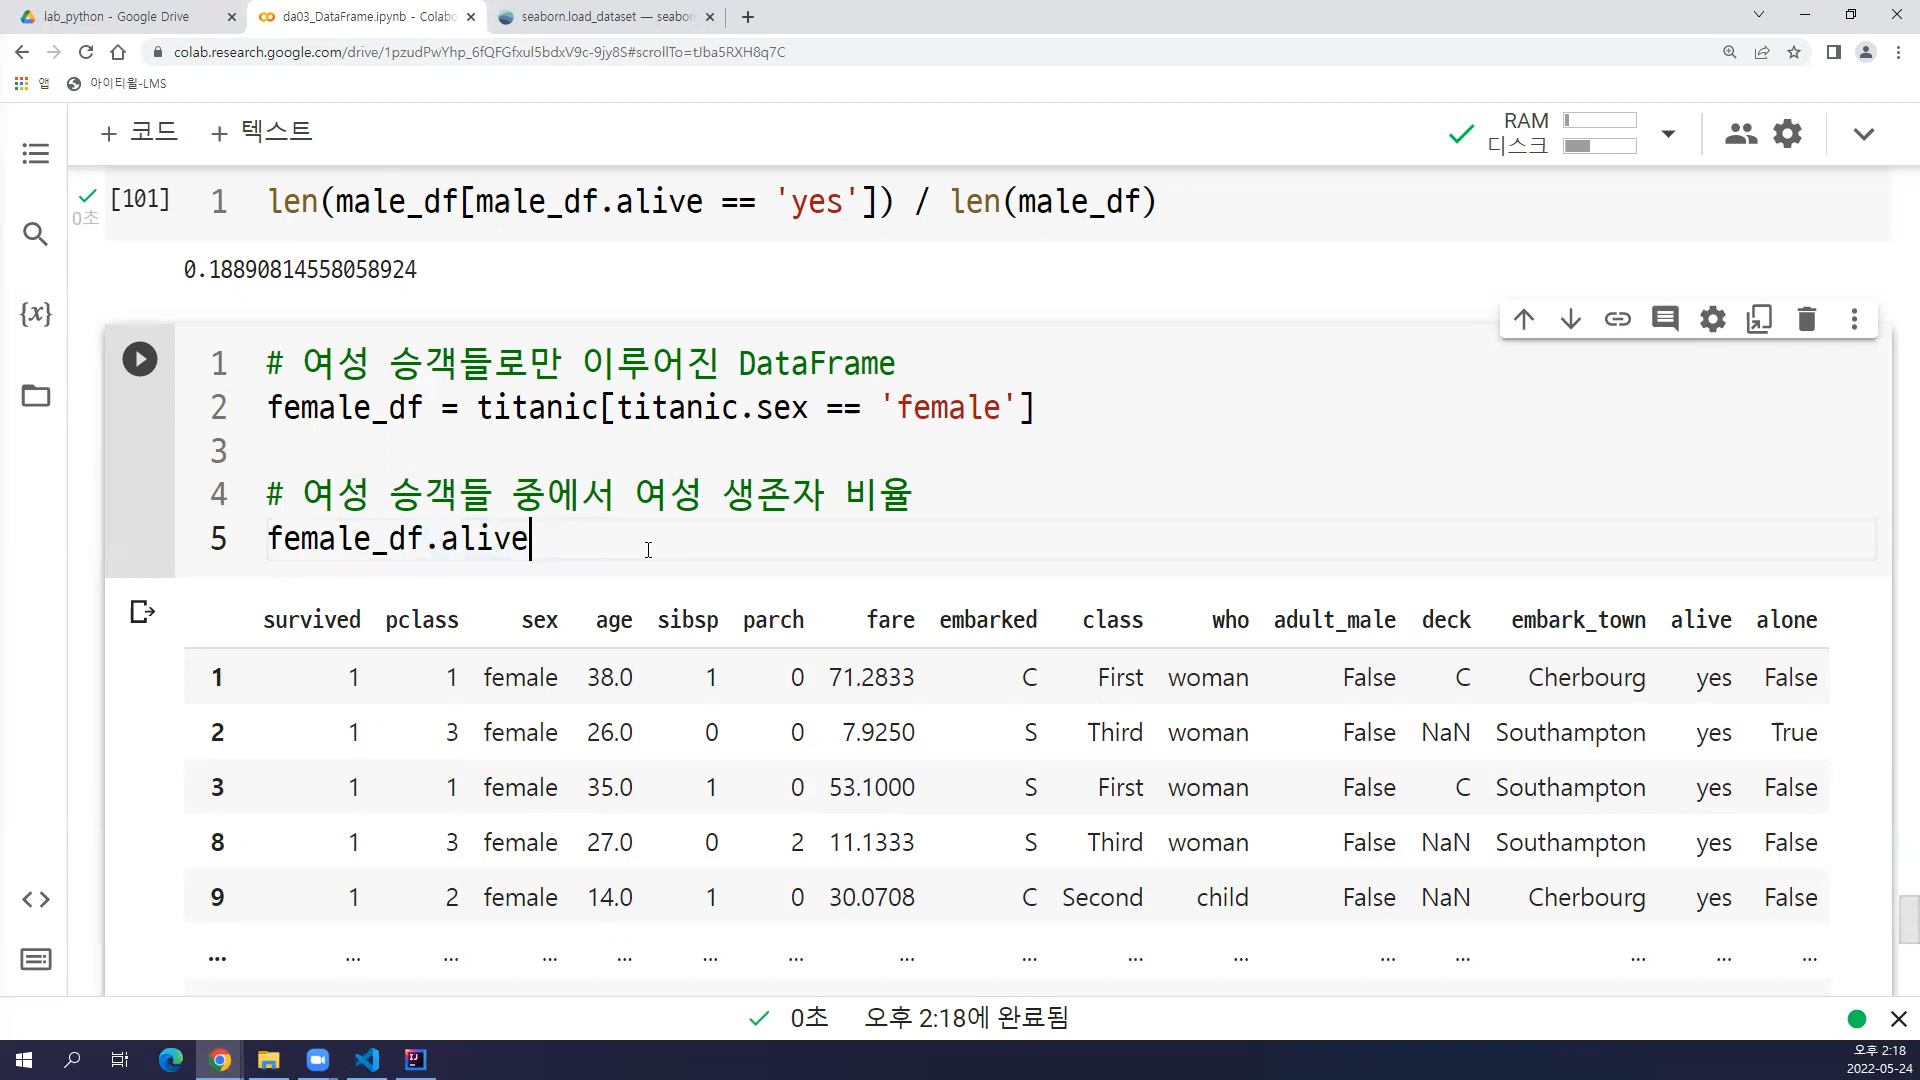 lab_python - Google Drive
da03_DataFrame.ipynb - Colabo
seaborn.load_dataset — seabor
colab.research.google.com/drive/1pzudPwYhp_6fQFGfxul5bdxV9c-9jy8S#scrollTo=tJba5RXH8q7C
앱 아이티윌-LMS
+ 코드 + 텍스트
RAM
디스크
[101] 1 len(male_df[male_df.alive == 'yes']) / len(male_df)
0초
0.18890814558058924
{x}
1 # 여성 승객들로만 이루어진 DataFrame
2 female_df = titanic[titanic.sex == 'female']
3
4 # 여성 승객들 중에서 여성 생존자 비율
5 female_df.alive
survived pclass sex age sibsp parch fare embarked class who adult_male deck embark_town alive alone
1 1 1 female 38.0 1 0 71.2833 C First woman False C Cherbourg yes False
2 1 3 female 26.0 0 0 7.9250 S Third woman False NaN Southampton yes True
3 1 1 female 35.0 1 0 53.1000 S First woman False C Southampton yes False
8 1 3 female 27.0 0 2 11.1333 S Third woman False NaN Southampton yes False
9 1 2 female 14.0 1 0 30.0708 C Second child False NaN Cherbourg yes False
... ... ... ... ... ... ... ... ... ... ... ... ... ... ... ...
0초 오후 2:18에 완료됨
오후 2:18
2022-05-24